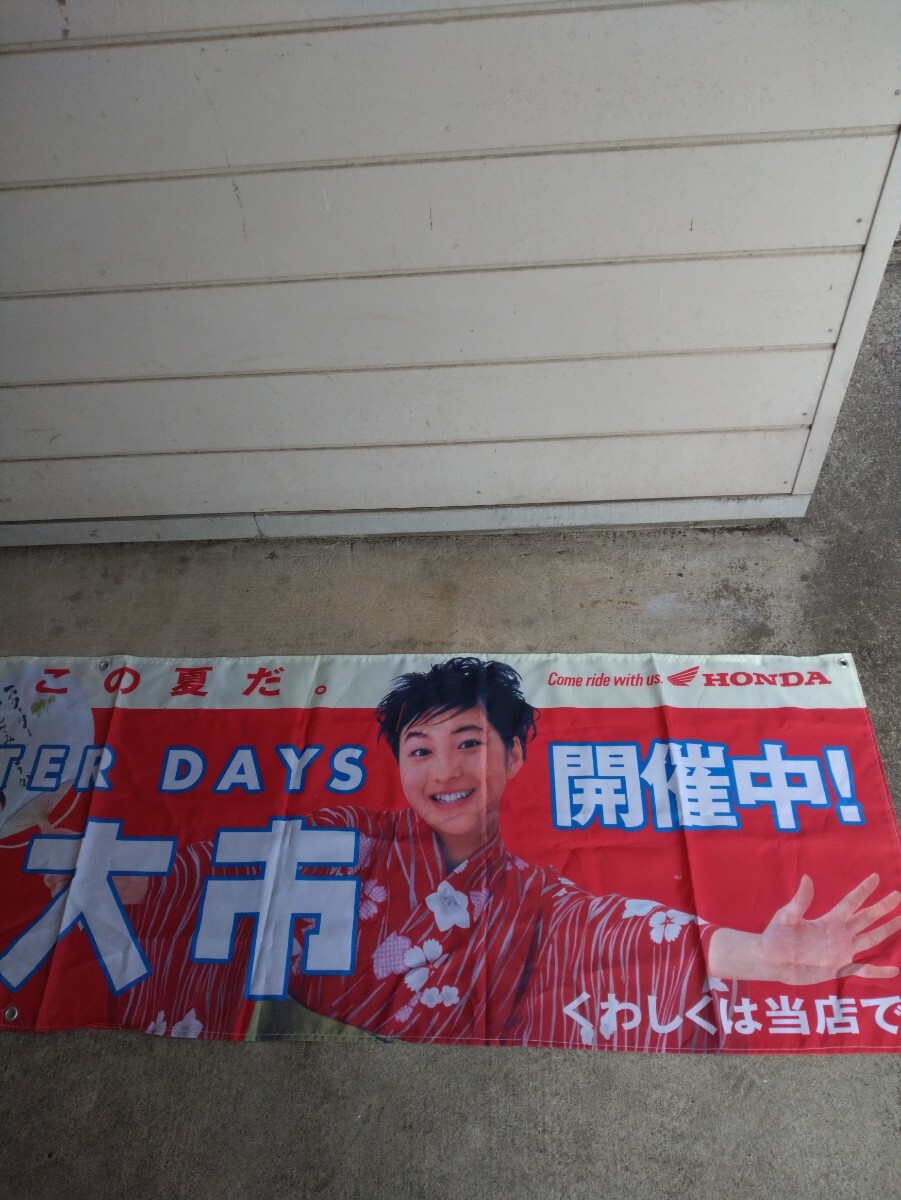 この夏だ。
Come ride with us. HONDA
TER DAYS
大市
開催中!
くわしくは当店で